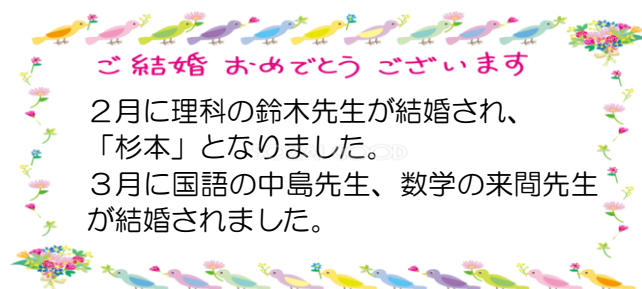 ご結婚 おめでとう ございます
２月に理科の鈴木先生が結婚され、
「杉本」となりました。
３月に国語の中島先生、数学の来間先生
が結婚されました。